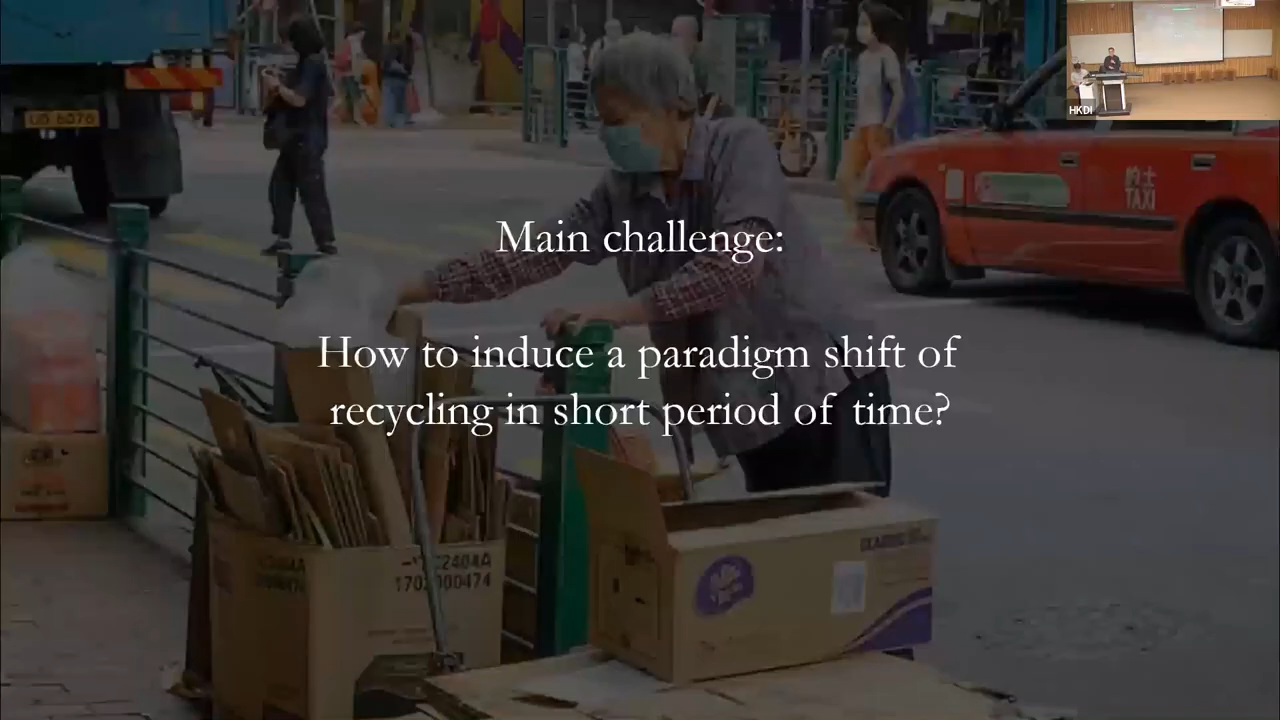 HKDI
UD 6076
的士
TAXI
Main challenge:
How to induce a paradigm shift of
recycling in short period of time?